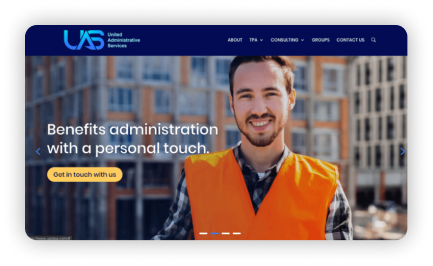 UAS
United
Administrative
Services
ABOUT
TPA
CONSULTING
GROUPS
CONTACT US
Benefits administration
with a personal touch.
Get in touch with us